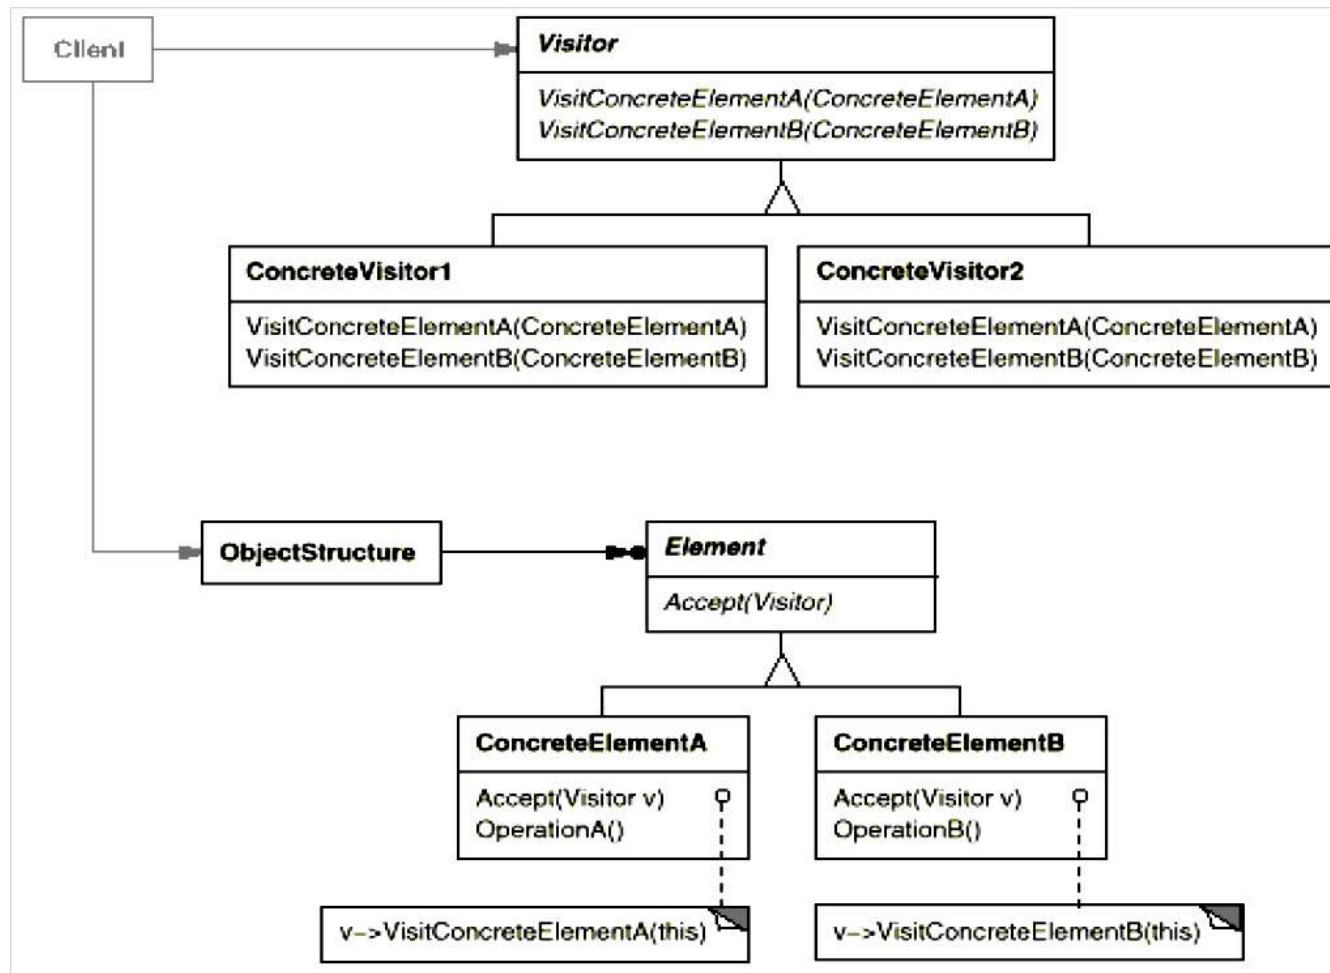 Client
Visitor
VisitConcreteElementA(ConcreteElementA)
VisitConcreteElementB(ConcreteElementB)
ConcreteVisitor1
VisitConcreteElementA(ConcreteElementA)
VisitConcreteElementB(ConcreteElementB)
ConcreteVisitor2
VisitConcreteElementA(ConcreteElementA)
VisitConcreteElementB(ConcreteElementB)
ObjectStructure
Element
Accept(Visitor)
ConcreteElementA
Accept(Visitor v)
OperationA()
v->VisitConcreteElementA(this)
ConcreteElementB
Accept(Visitor v)
OperationB()
v->VisitConcreteElementB(this)